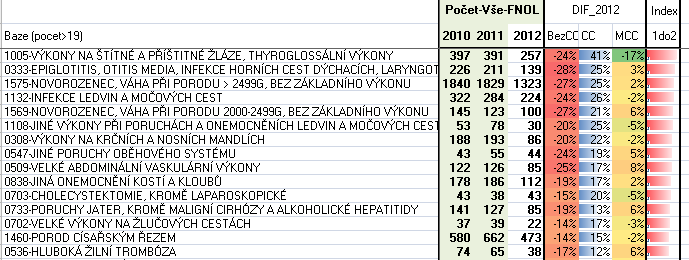 Počet-Vše-FNOL DIF_2012 Index
Baze (pocet>19) 2010 2011 2012 BezCC CC MCC 1do2
1005-VÝKONY NA ŠTÍTNÉ A PŘÍŠTITNÉ ŽLÁZE, THYROGLOSSÁLNÍ VÝKONY 397 391 257 -24% 41% -17%
0333-EPIGLOTITIS, OTITIS MEDIA, INFEKCE HORNÍCH CEST DÝCHACÍCH, LARYNGOT 226 211 139 -28% 25% 3%
1575-NOVOROZENEC, VÁHA PŘI PORODU > 2499G, BEZ ZÁKLADNÍHO VÝKONU 1840 1829 1323 -27% 25% 2%
1132-INFEKCE LEDVIN A MOČOVÝCH CEST 322 284 224 -24% 26% -2%
1569-NOVOROZENEC, VÁHA PŘI PORODU 2000-2499G, BEZ ZÁKLADNÍHO VÝKONU 145 123 100 -27% 21% 6%
1108-JINÉ VÝKONY PŘI PORUCHÁCH A ONEMOCNĚNÍCH LEDVIN A MOČOVÝCH CEST 53 78 30 -20% 25% -5%
0308-VÝKONY NA KRČNÍCH A NOSNÍCH MANDLÍCH 188 193 86 -20% 22% -2%
0547-JINÉ PORUCHY OBĚHOVÉHO SYSTÉMU 43 55 44 -24% 19% 5%
0509-VELKÉ ABDOMINÁLNÍ VASKULÁRNÍ VÝKONY 122 126 85 -25% 17% 8%
0838-JINÁ ONEMOCNĚNÍ KOSTÍ A KLOUBŮ 178 186 112 -19% 17% 2%
0703-CHOLECYSTEKTOMIE, KROMĚ LAPAROSKOPICKÉ 43 38 43 -15% 20% -5%
0733-PORUCHY JATER, KROMĚ MALIGNÍ CIRHÓZY A ALKOHOLICKÉ HEPATITIDY 141 127 85 -19% 13% 6%
0702-VELKÉ VÝKONY NA ŽLUČOVÝCH CESTÁCH 37 39 22 -14% 17% -3%
1460-POROD CÍSAŘSKÝM ŘEZEM 580 662 473 -14% 15% -2%
0536-HLUBOKÁ ŽILNÍ TROMBÓZA 74 65 38 -17% 12% 6%